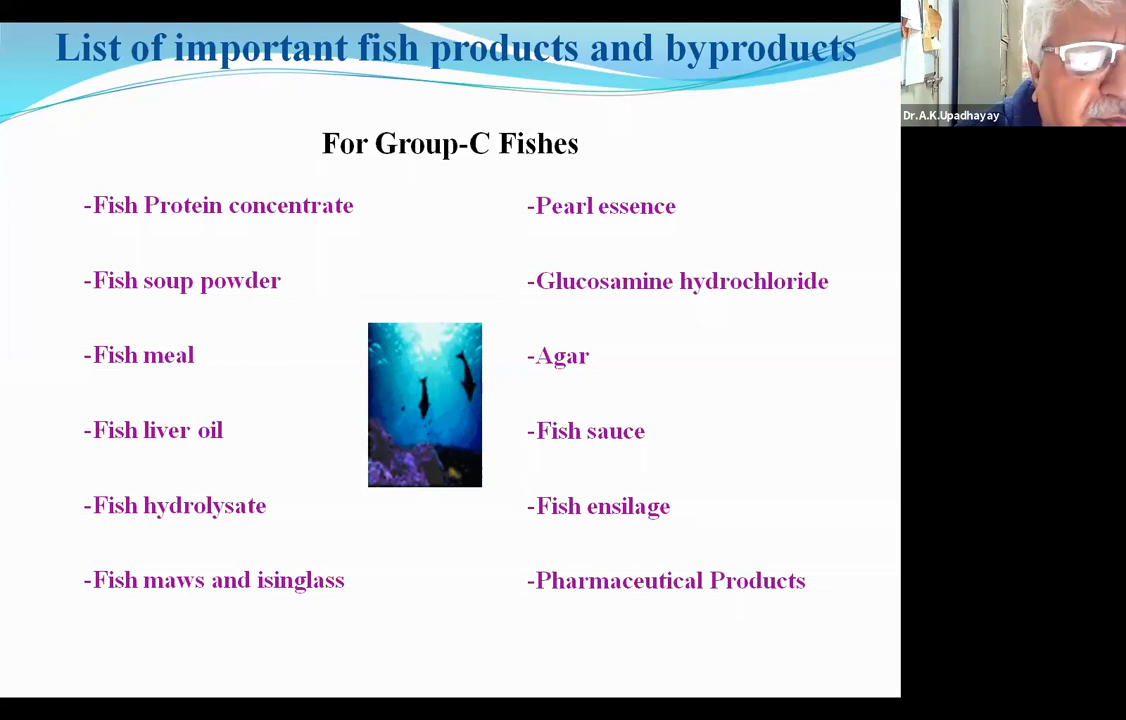 List of important fish products and byproducts
Dr.A.K.Upadhayay
For Group-C Fishes
-Fish Protein concentrate
-Fish soup powder
-Fish meal
-Fish liver oil
-Fish hydrolysate
-Fish maws and isinglass
-Pearl essence
-Glucosamine hydrochloride
-Agar
-Fish sauce
-Fish ensilage
-Pharmaceutical Products